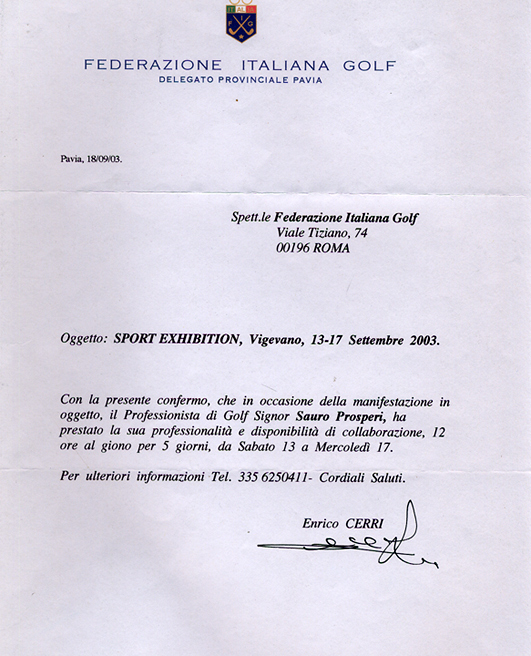 ITALIA
F I G
FEDERAZIONE ITALIANA GOLF
DELEGATO PROVINCIALE PAVIA
Pavia, 18/09/03.
Spett.le Federazione Italiana Golf
Viale Tiziano, 74
00196 ROMA
Oggetto: SPORT EXHIBITION, Vigevano, 13-17 Settembre 2003.
Con la presente confermo, che in occasione della manifestazione in
oggetto, il Professionista di Golf Signor Sauro Prosperi, ha
prestato la sua professionalità e disponibilità di collaborazione, 12
ore al giono per 5 giorni, da Sabato 13 a Mercoledì 17.
Per ulteriori informazioni Tel. 335 6250411- Cordiali Saluti.
Enrico CERRI